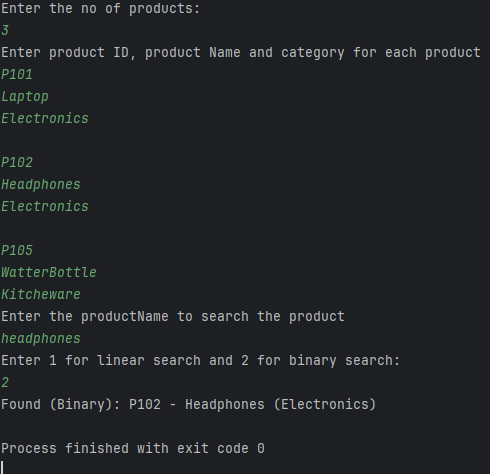 Enter the no of products:
3
Enter product ID, product Name and category for each product
P101
Laptop
Electronics
P102
Headphones
Electronics
P105
WatterBottle
Kitcheware
Enter the productName to search the product
headphones
Enter 1 for linear search and 2 for binary search:
2
Found (Binary): P102 - Headphones (Electronics)
Process finished with exit code 0